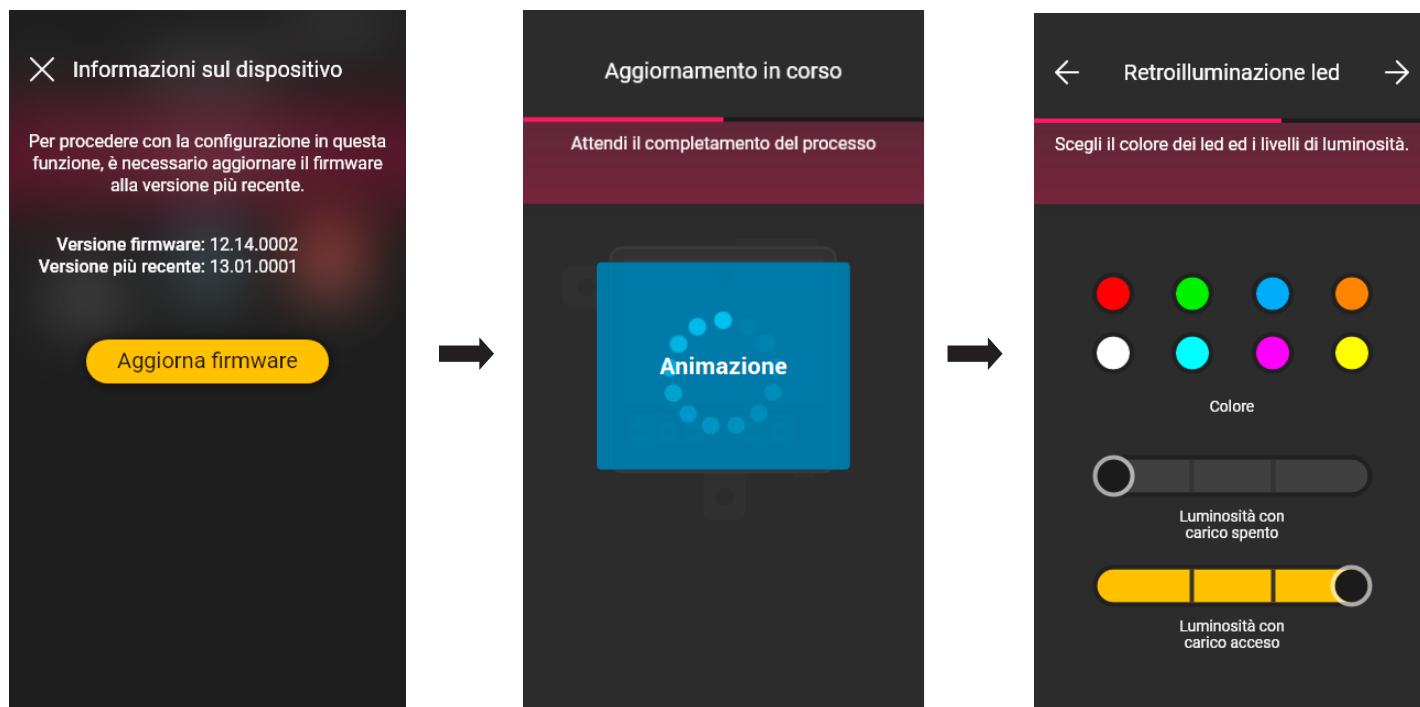 Informazioni sul dispositivo
Per procedere con la configurazione in questa
funzione, è necessario aggiornare il firmware
alla versione più recente.
Versione firmware: 12.14.0002
Versione più recente: 13.01.0001
Aggiorna firmware
Aggiornamento in corso
Attendi il completamento del processo
Animazione
Retroilluminazione led
Scegli il colore dei led ed i livelli di luminosità.
Colore
Luminosità con
carico spento
Luminosità con
carico acceso